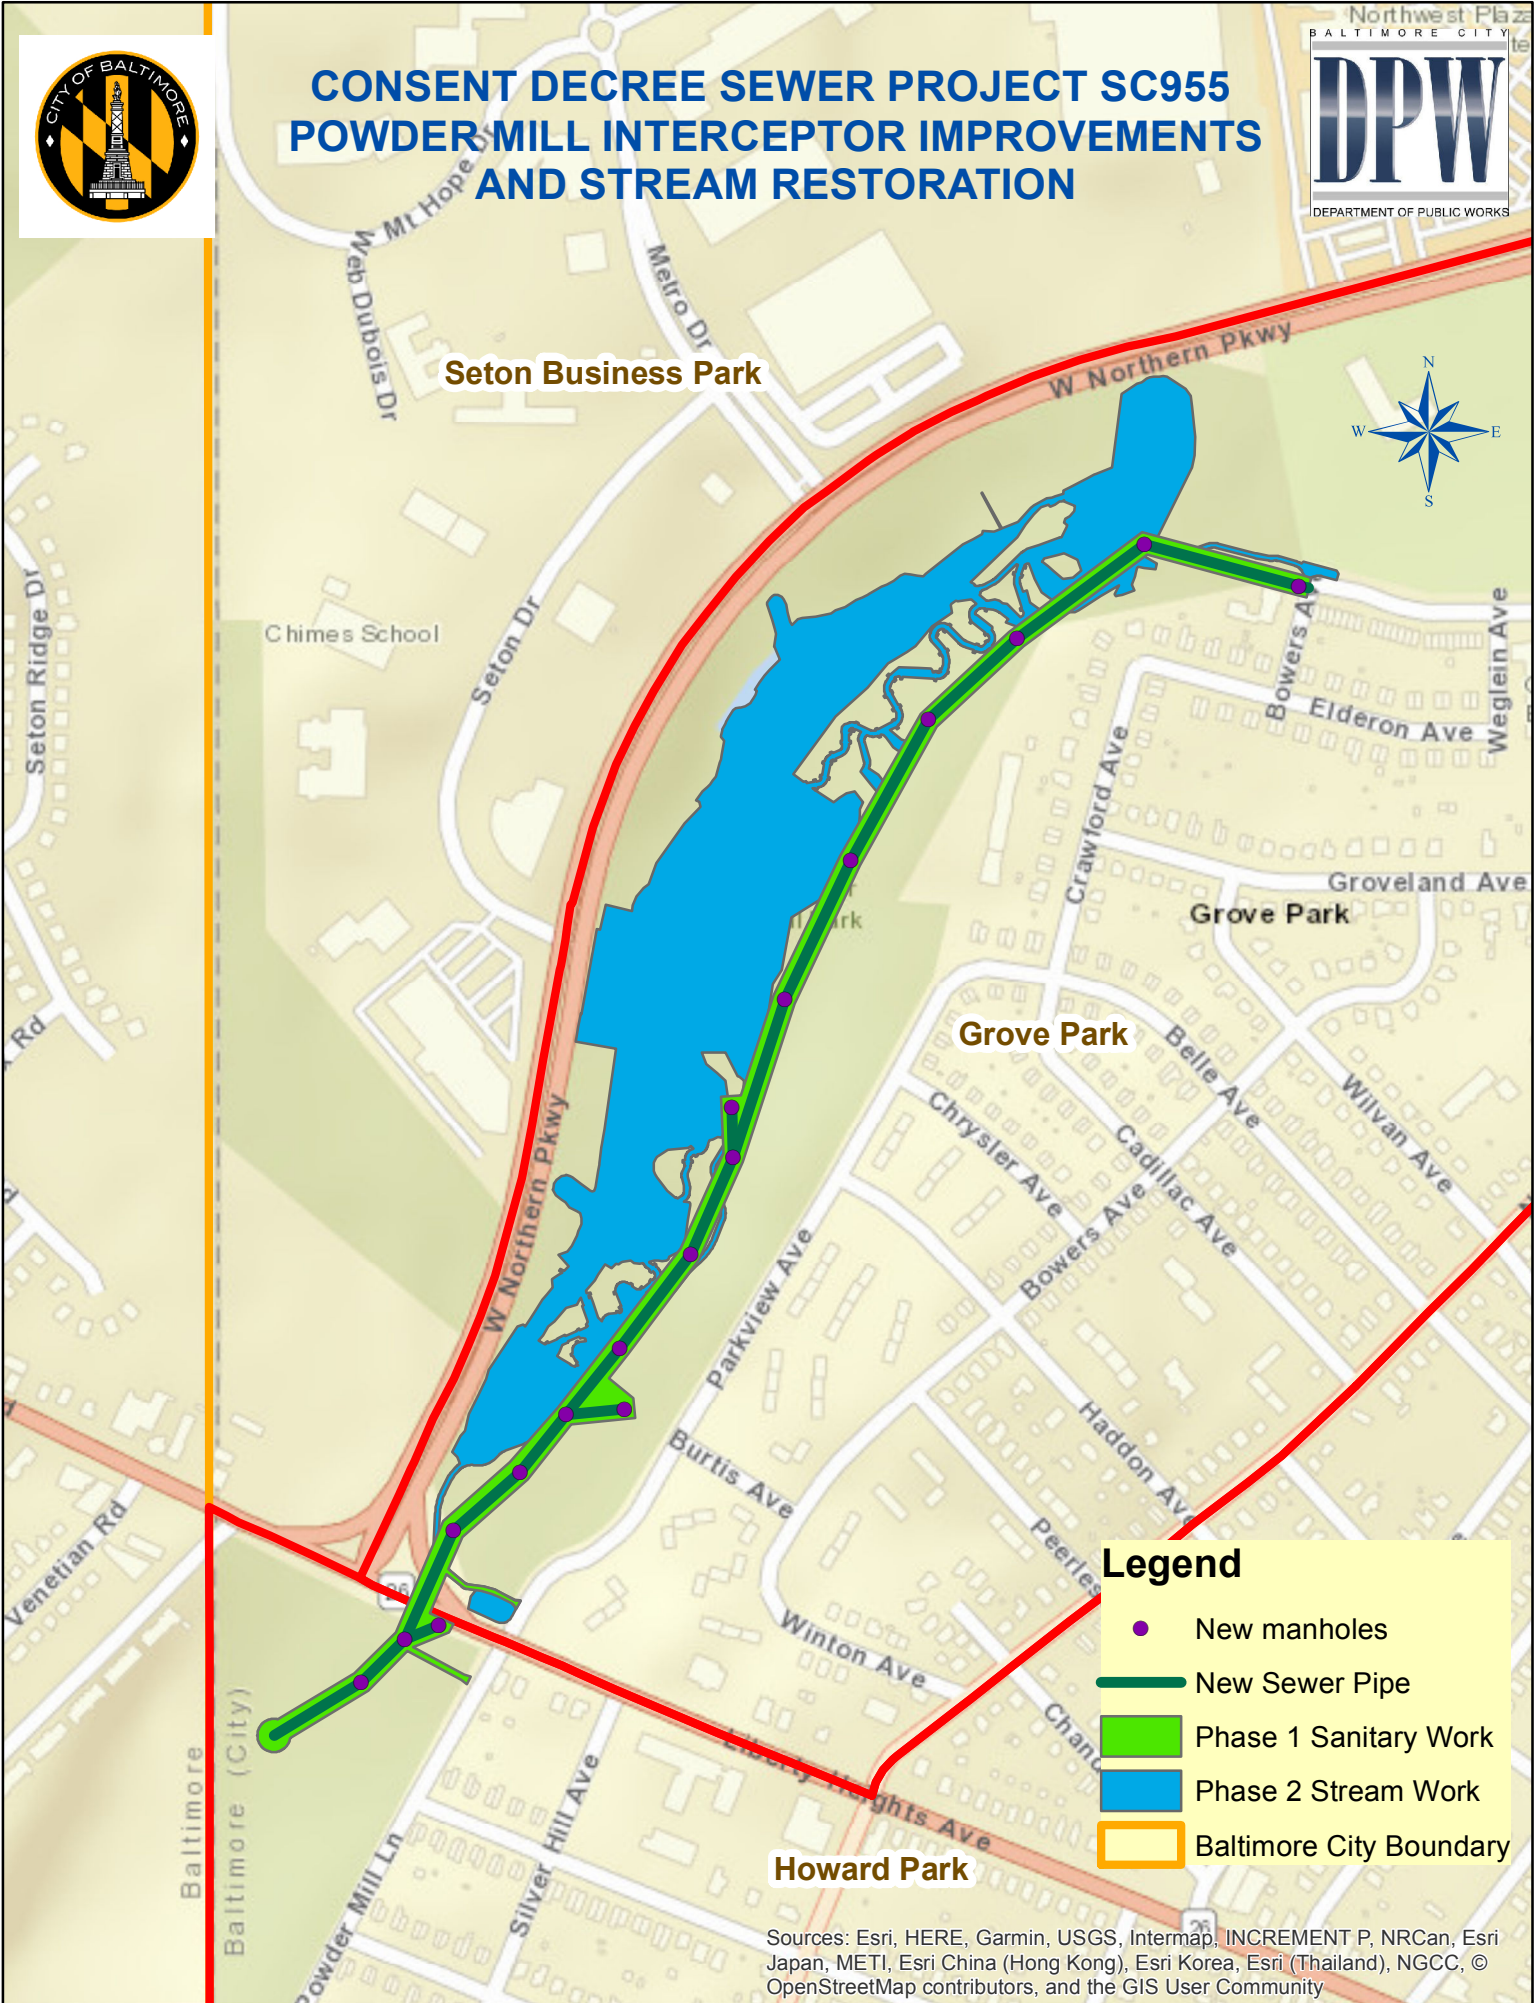 Northwest Plaza
BALTIMORE CITY
CITY OF BALTIMORE
DPW
DEPARTMENT OF PUBLIC WORKS
CONSENT DECREE SEWER PROJECT SC955
POWDER MILL INTERCEPTOR IMPROVEMENTS
AND STREAM RESTORATION
Mt Hope Dr
Web Dubois Dr
Metro Dr
Seton Business Park
W Northern Pkwy
N
W
E
S
Chimes School
Seton Dr
Seton Ridge Dr
Bowers Av
Weglein Ave
Elderon Ave
Crawford Ave
Groveland Ave
Grove Park
Grove Park
Rd
Belle Ave
Wilvan Ave
Chrysler Ave
Cadillac Ave
Bowers Ave
W Northern Pkwy
W Northern Pkwy
Parkview Ave
Haddon Ave
Burtis Ave
Peerles
Venetian Rd
26
Winton Ave
Chanc
Liberty Heights Ave
Silver Hill Ave
Powder Mill Ln
Baltimore
Baltimore (City)
Howard Park
26
Legend
New manholes
New Sewer Pipe
Phase 1 Sanitary Work
Phase 2 Stream Work
Baltimore City Boundary
Sources: Esri, HERE, Garmin, USGS, Intermap, INCREMENT P, NRCan, Esri
Japan, METI, Esri China (Hong Kong), Esri Korea, Esri (Thailand), NGCC, ©
OpenStreetMap contributors, and the GIS User Community